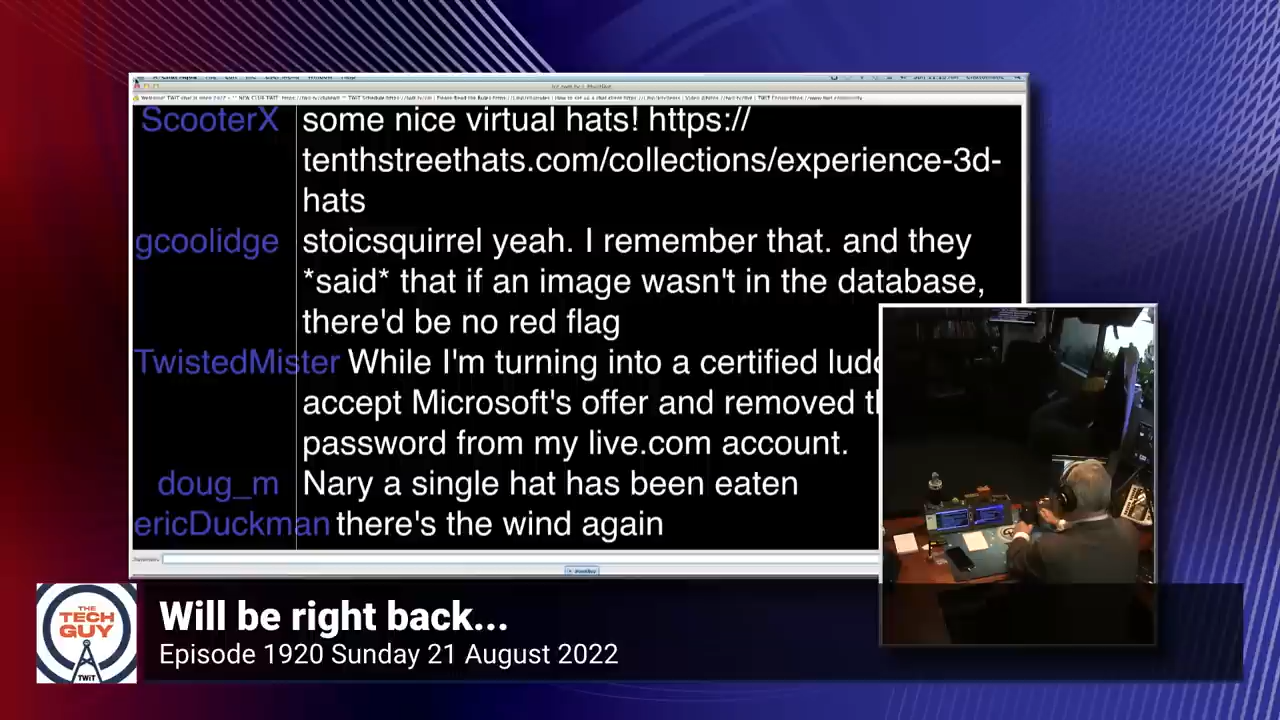 ScooterX some nice virtual hats! https://
tenthstreethats.com/collections/experience-3d-
hats
gcoolidge stoicsquirrel yeah. I remember that. and they
*said* that if an image wasn't in the database,
there'd be no red flag
TwistedMister While I'm turning into a certified
accept Microsoft's offer and removed
password from my live.com account.
doug_m Nary a single hat has been eaten
ericDuckman there's the wind again
THE
TECH
GUY
TWiT
Will be right back...
Episode 1920 Sunday 21 August 2022